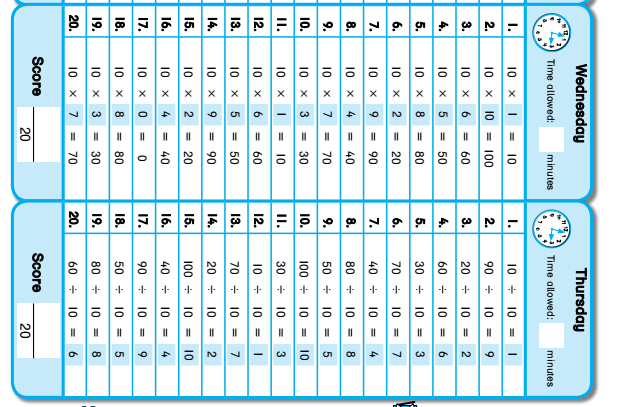 Wednesday
Time allowed: minutes
1. 10 × 1 = 10
2. 10 × 10 = 100
3. 10 × 6 = 60
4. 10 × 5 = 50
5. 10 × 8 = 80
6. 10 × 2 = 20
7. 10 × 9 = 90
8. 10 × 4 = 40
9. 10 × 7 = 70
10. 10 × 3 = 30
11. 10 × 1 = 10
12. 10 × 6 = 60
13. 10 × 5 = 50
14. 10 × 9 = 90
15. 10 × 2 = 20
16. 10 × 4 = 40
17. 10 × 0 = 0
18. 10 × 8 = 80
19. 10 × 3 = 30
20. 10 × 7 = 70
Score
20
Thursday
Time allowed: minutes
1. 10 ÷ 10 = 1
2. 90 ÷ 10 = 9
3. 20 ÷ 10 = 2
4. 60 ÷ 10 = 6
5. 30 ÷ 10 = 3
6. 70 ÷ 10 = 7
7. 40 ÷ 10 = 4
8. 80 ÷ 10 = 8
9. 50 ÷ 10 = 5
10. 100 ÷ 10 = 10
11. 30 ÷ 10 = 3
12. 10 ÷ 10 = 1
13. 70 ÷ 10 = 7
14. 20 ÷ 10 = 2
15. 100 ÷ 10 = 10
16. 40 ÷ 10 = 4
17. 90 ÷ 10 = 9
18. 50 ÷ 10 = 5
19. 80 ÷ 10 = 8
20. 60 ÷ 10 = 6
Score
20